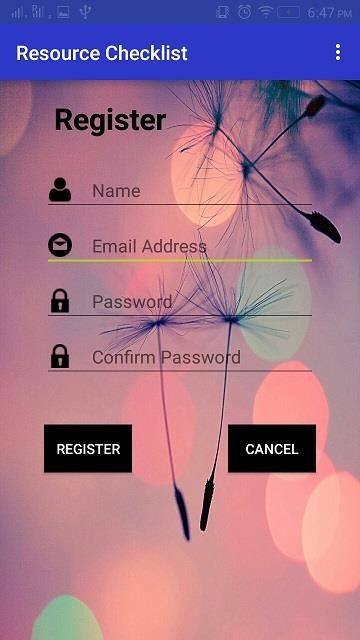 6:47 PM
Resource Checklist
Register
Name
Email Address
Password
Confirm Password
REGISTER
CANCEL